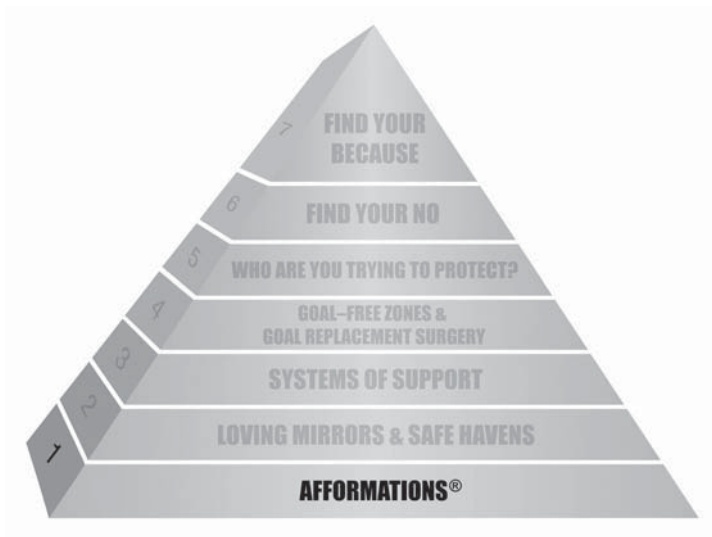 7
FIND YOUR
BECAUSE
6
FIND YOUR NO
5
WHO ARE YOU TRYING TO PROTECT?
4
GOAL–FREE ZONES &
GOAL REPLACEMENT SURGERY
3
SYSTEMS OF SUPPORT
2
LOVING MIRRORS & SAFE HAVENS
1
AFFORMATIONS®